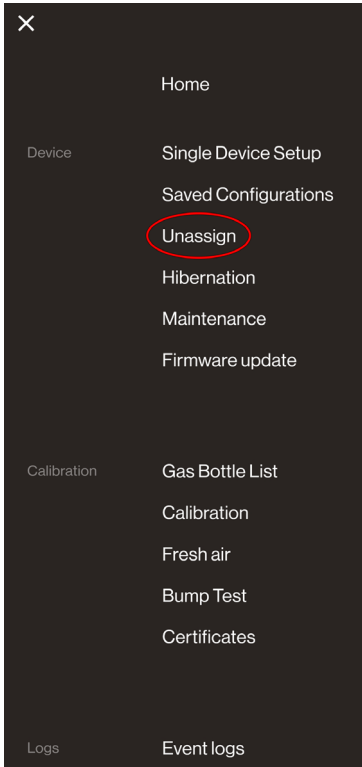 Home
Device Single Device Setup
Saved Configurations
Unassign
Hibernation
Maintenance
Firmware update
Calibration Gas Bottle List
Calibration
Fresh air
Bump Test
Certificates
Logs Event logs